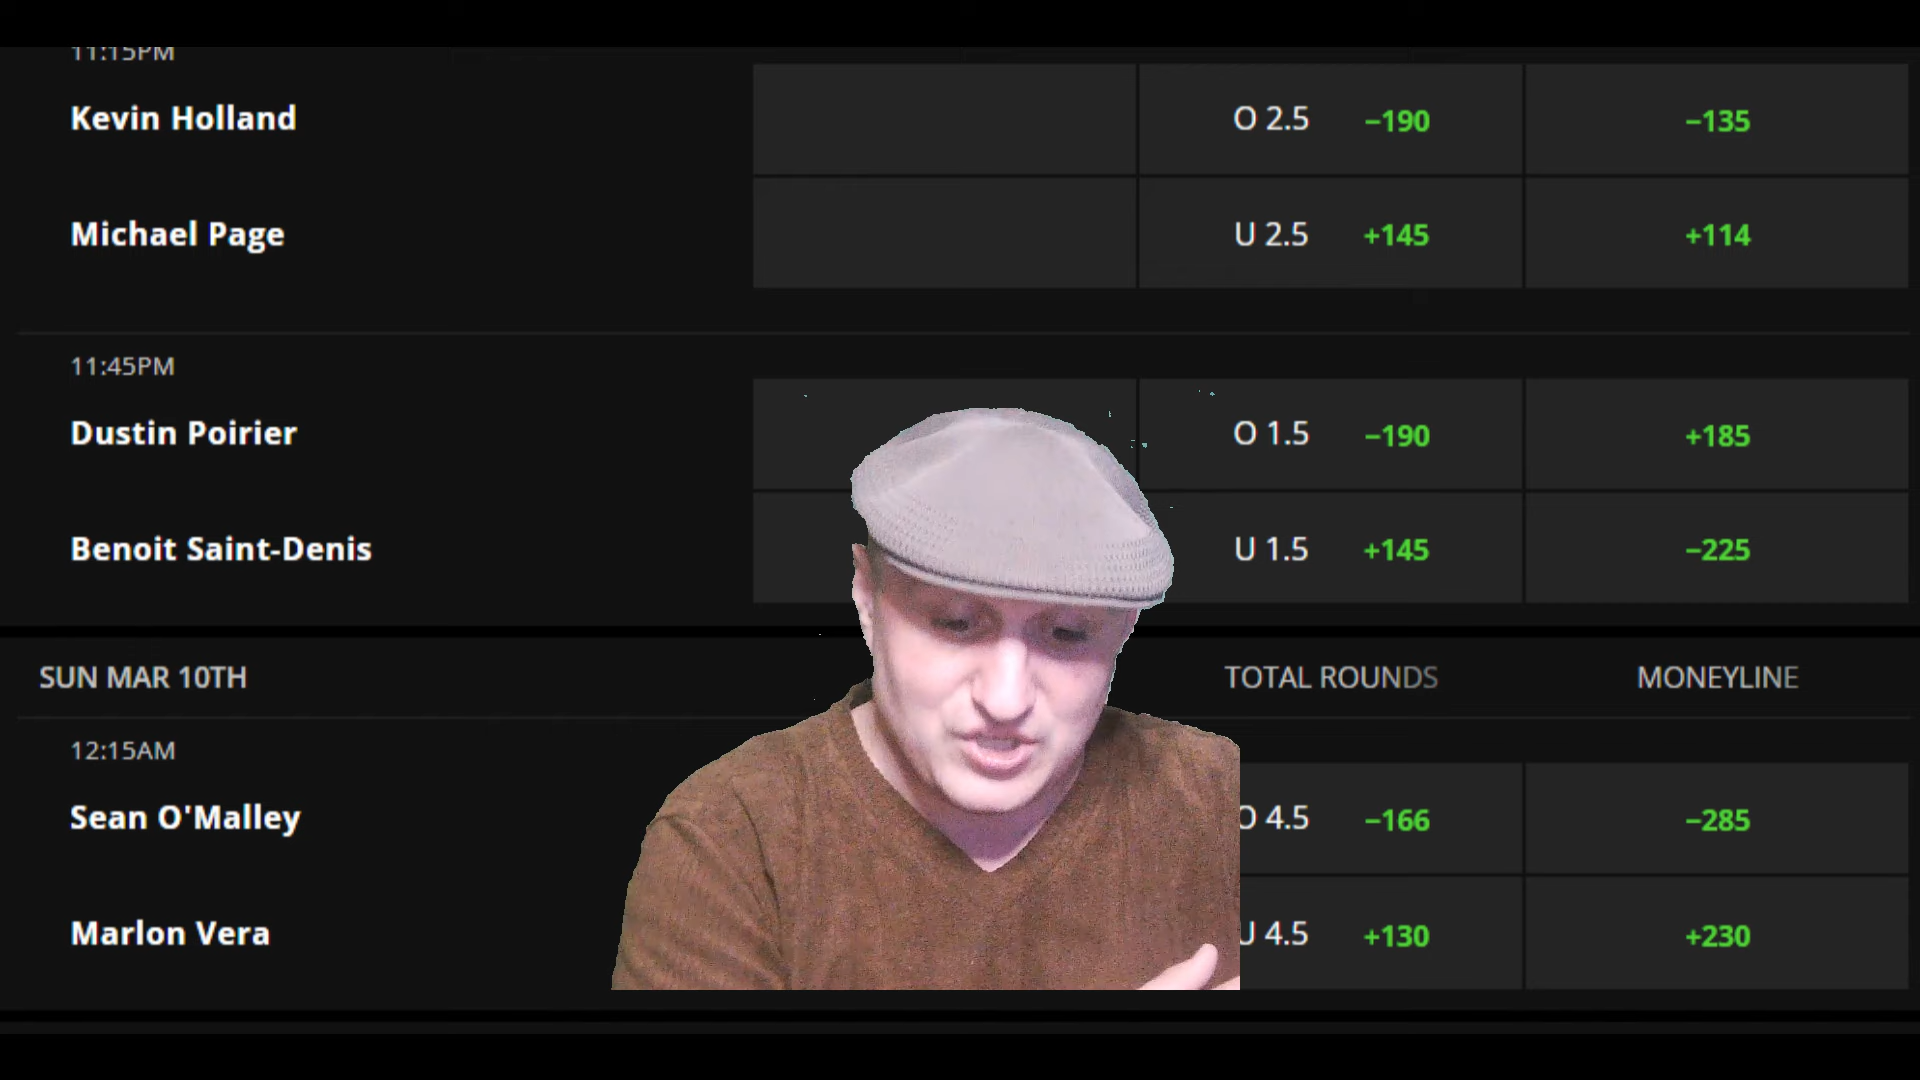 11:15PM
Kevin Holland O 2.5 −190 −135
Michael Page U 2.5 +145 +114
11:45PM
Dustin Poirier O 1.5 −190 +185
Benoit Saint-Denis U 1.5 +145 −225
SUN MAR 10TH TOTAL ROUNDS MONEYLINE
12:15AM
Sean O'Malley O 4.5 −166 −285
Marlon Vera U 4.5 +130 +230